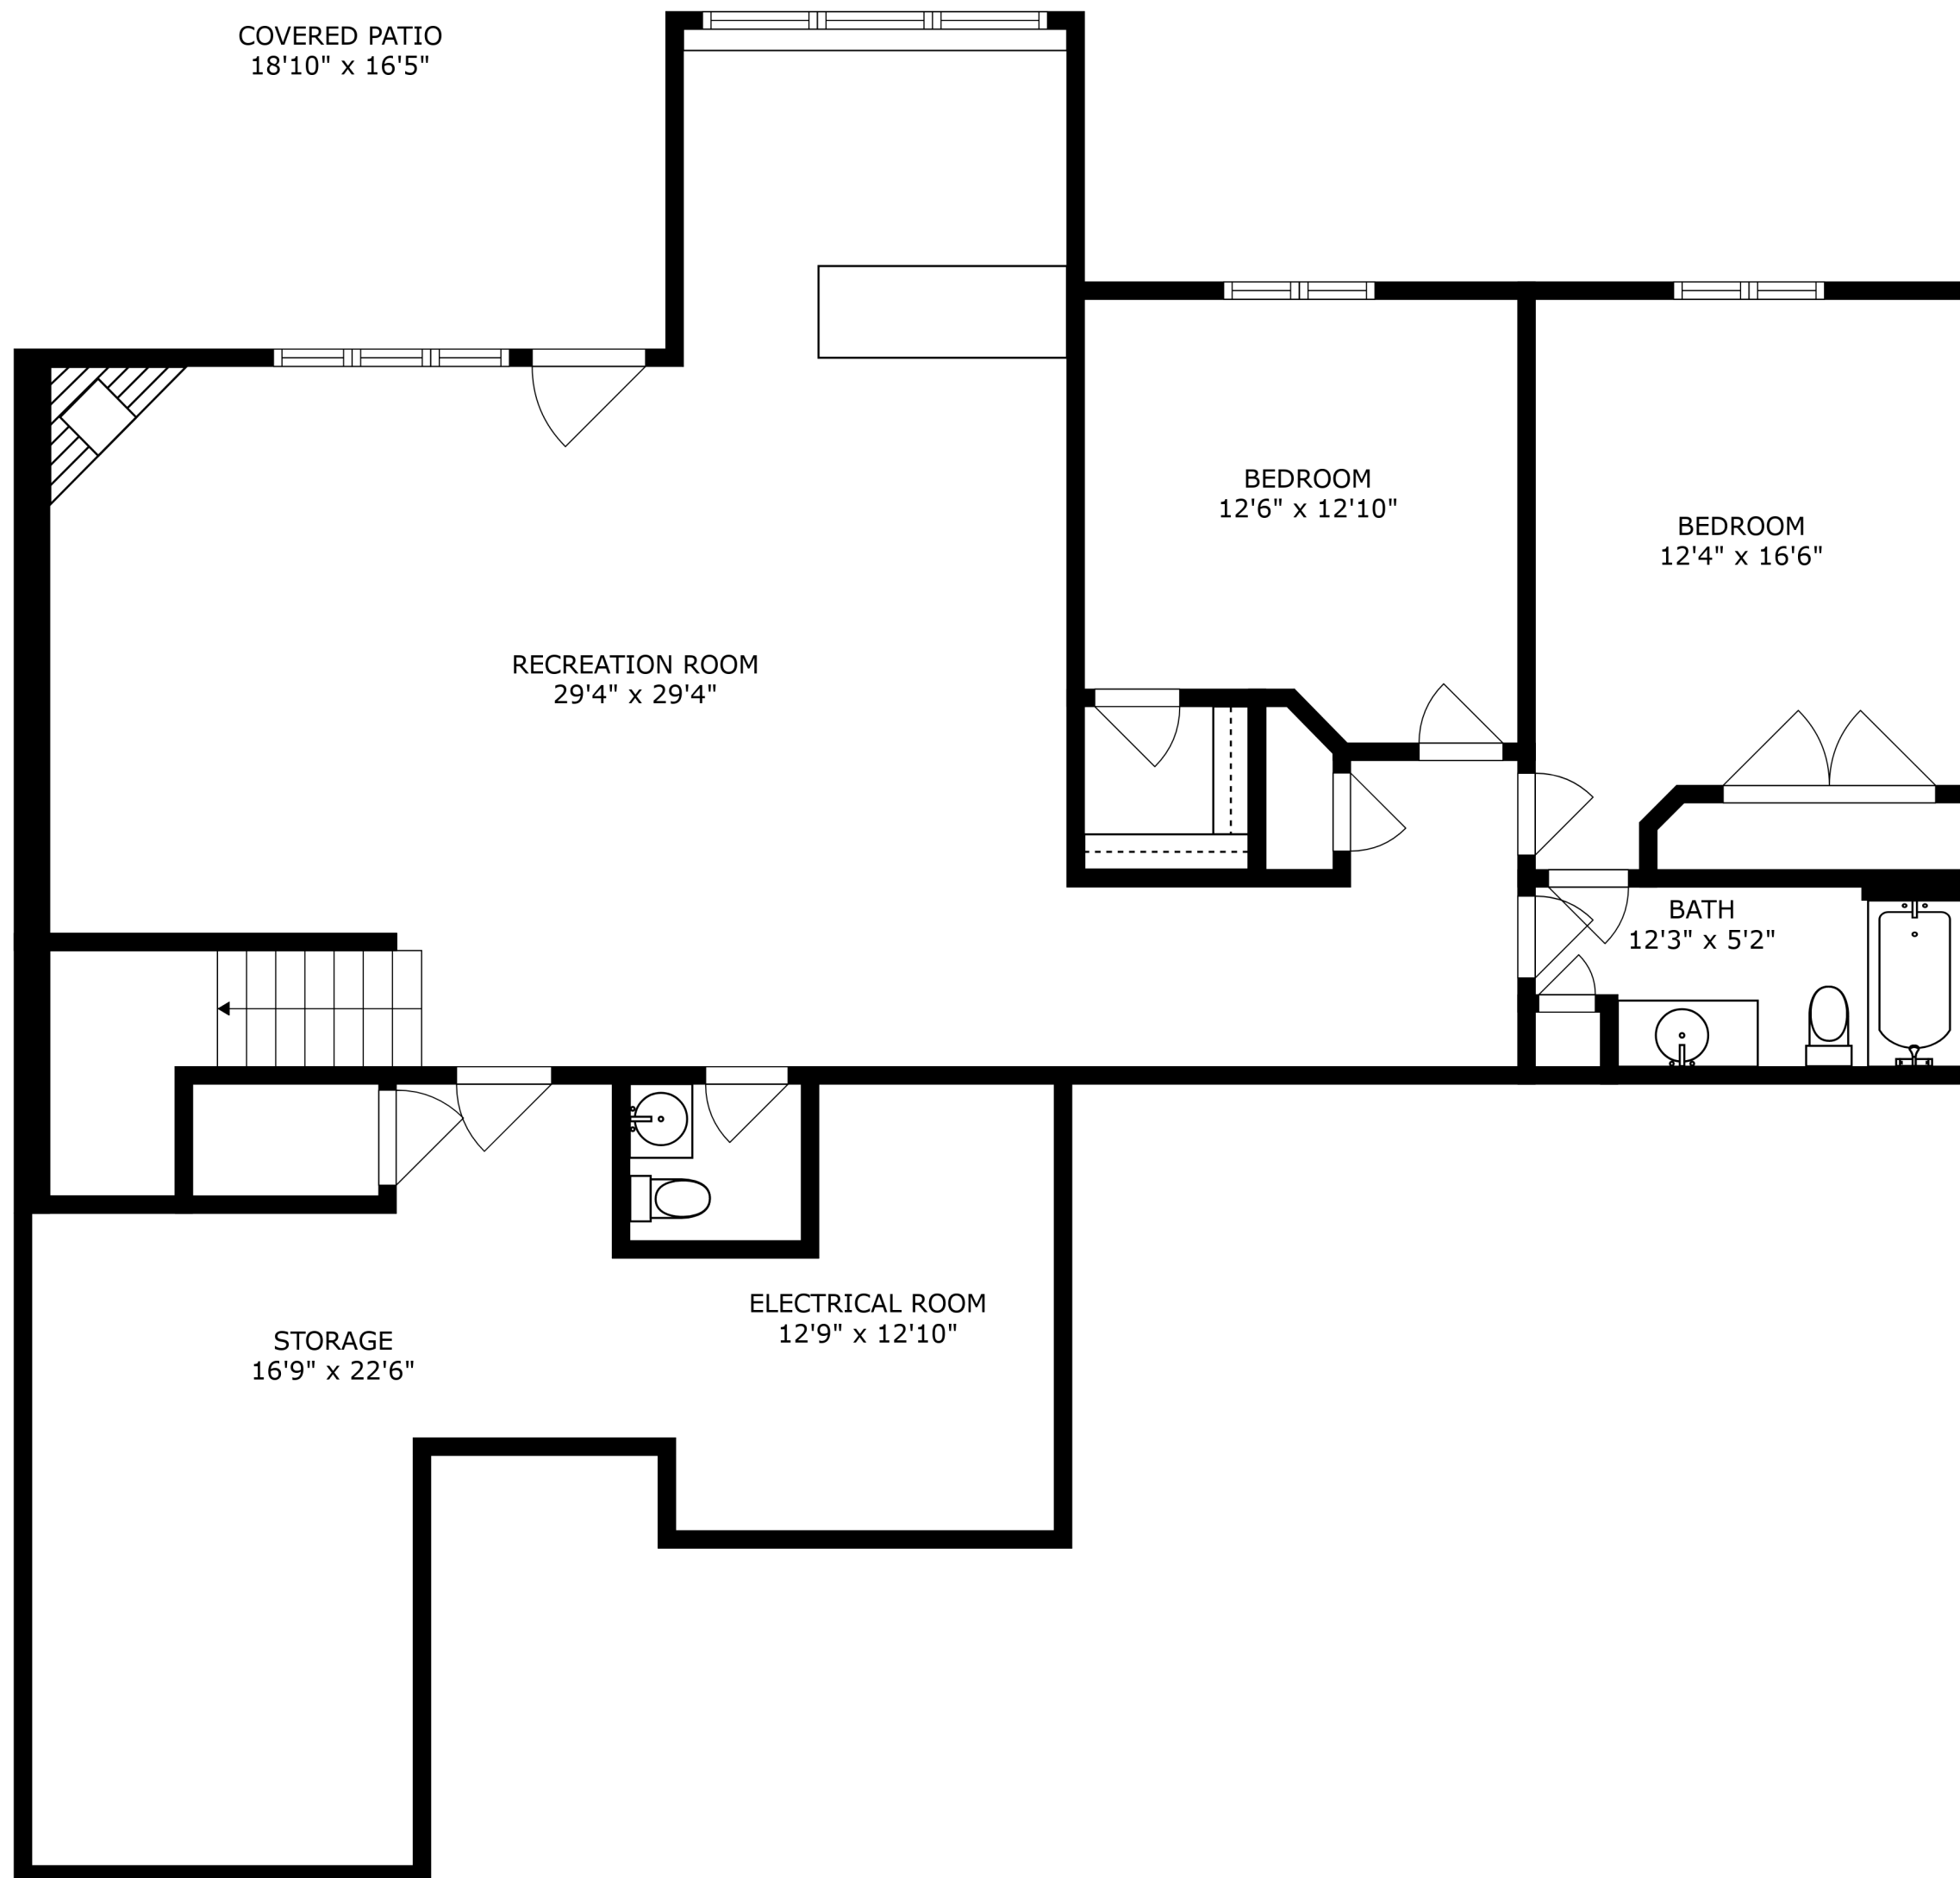 COVERED PATIO
18'10" x 16'5"
BEDROOM
12'6" x 12'10"
BEDROOM
12'4" x 16'6"
RECREATION ROOM
29'4" x 29'4"
BATH
12'3" x 5'2"
ELECTRICAL ROOM
12'9" x 12'10"
STORAGE
16'9" x 22'6"